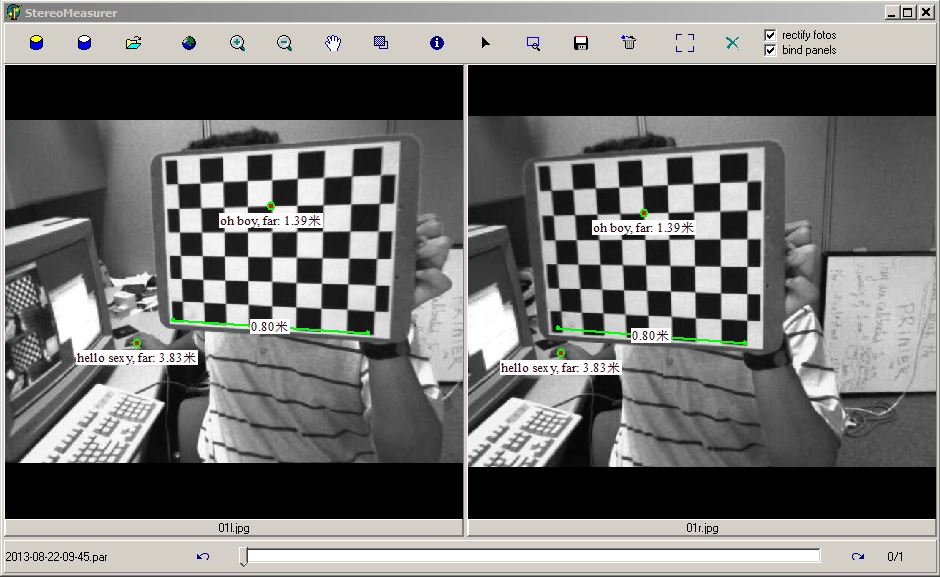 StereoMeasurer
rectify fotos
bind panels
oh boy, far: 1.39米
0.80米
hello sexy, far: 3.83米
oh boy, far: 1.39米
0.80米
hello sexy, far: 3.83米
PRINTER
01l.jpg
01r.jpg
2013-08-22-09-45.par
0/1